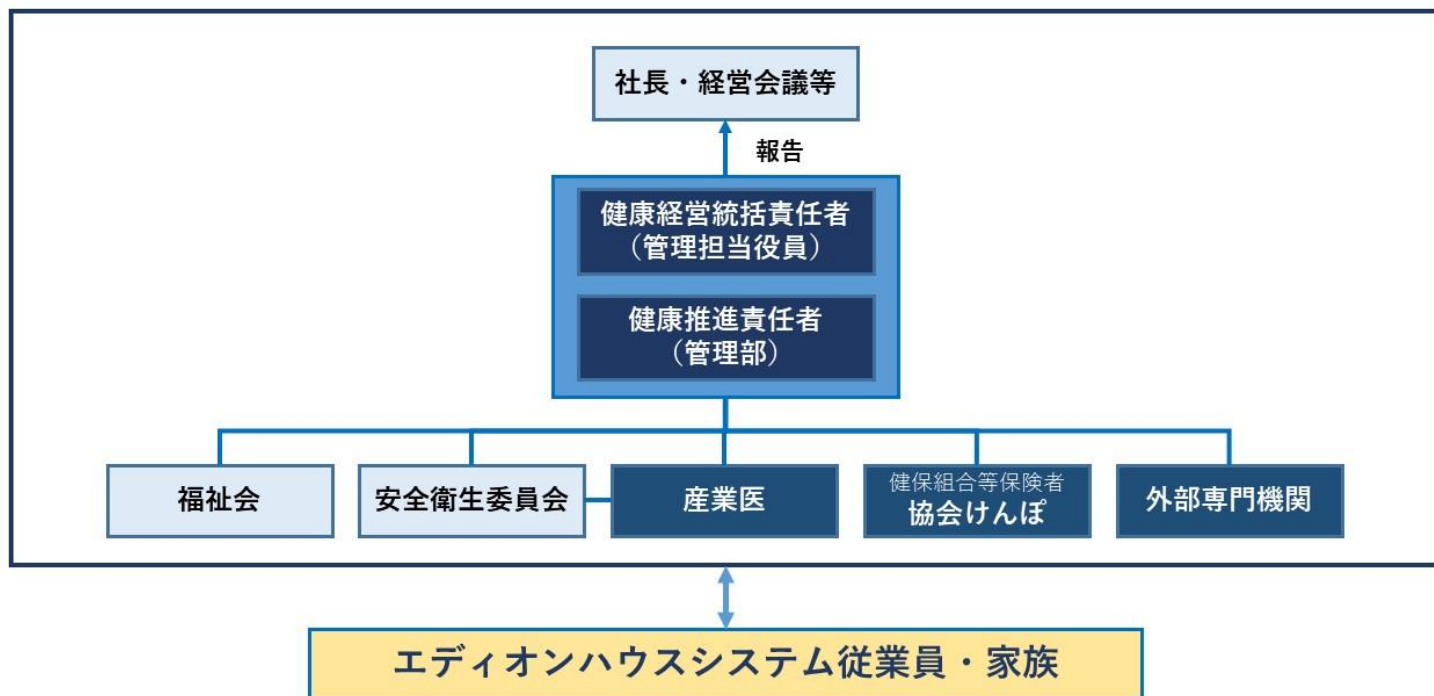 社長・経営会議等
報告
健康経営統括責任者
（管理担当役員）
健康推進責任者
（管理部）
福祉会
安全衛生委員会
産業医
健保組合等保険者
協会けんぽ
外部専門機関
エディオンハウスシステム従業員・家族